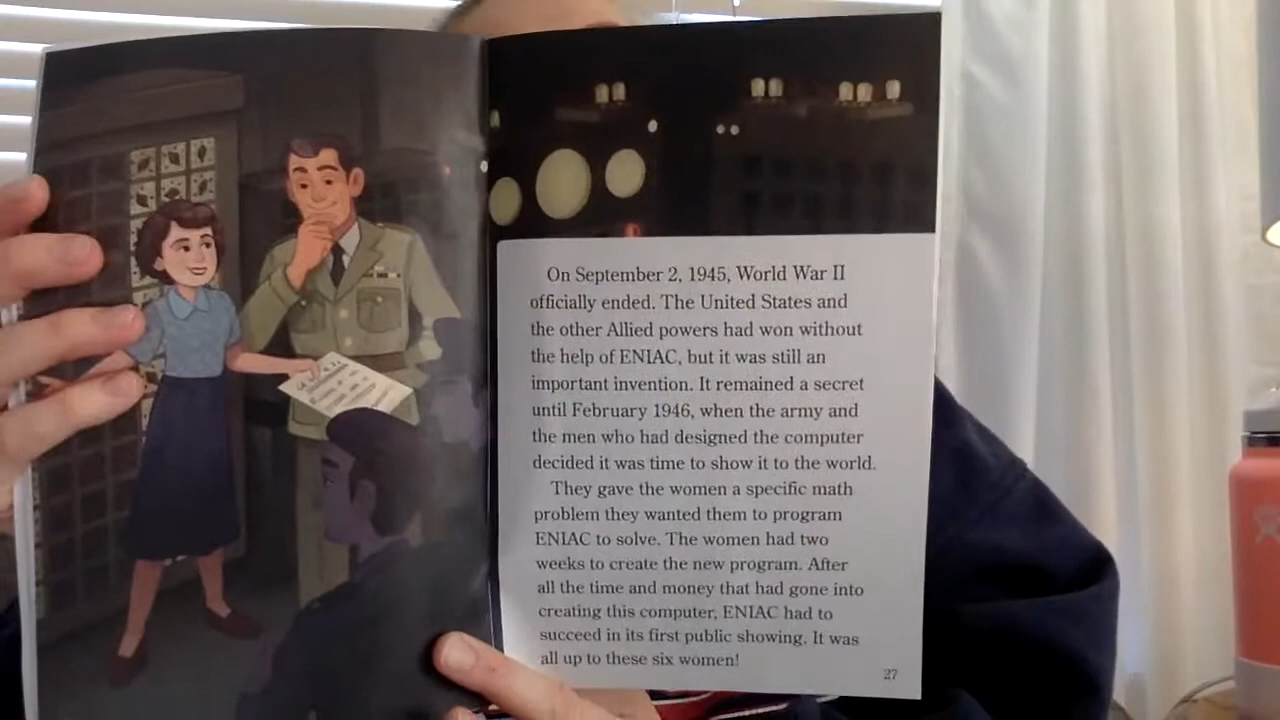 On September 2, 1945, World War II
officially ended. The United States and
the other Allied powers had won without
the help of ENIAC, but it was still an
important invention. It remained a secret
until February 1946, when the army and
the men who had designed the computer
decided it was time to show it to the world.
They gave the women a specific math
problem they wanted them to program
ENIAC to solve. The women had two
weeks to create the new program. After
all the time and money that had gone into
creating this computer, ENIAC had to
succeed in its first public showing. It was
all up to these six women!
27